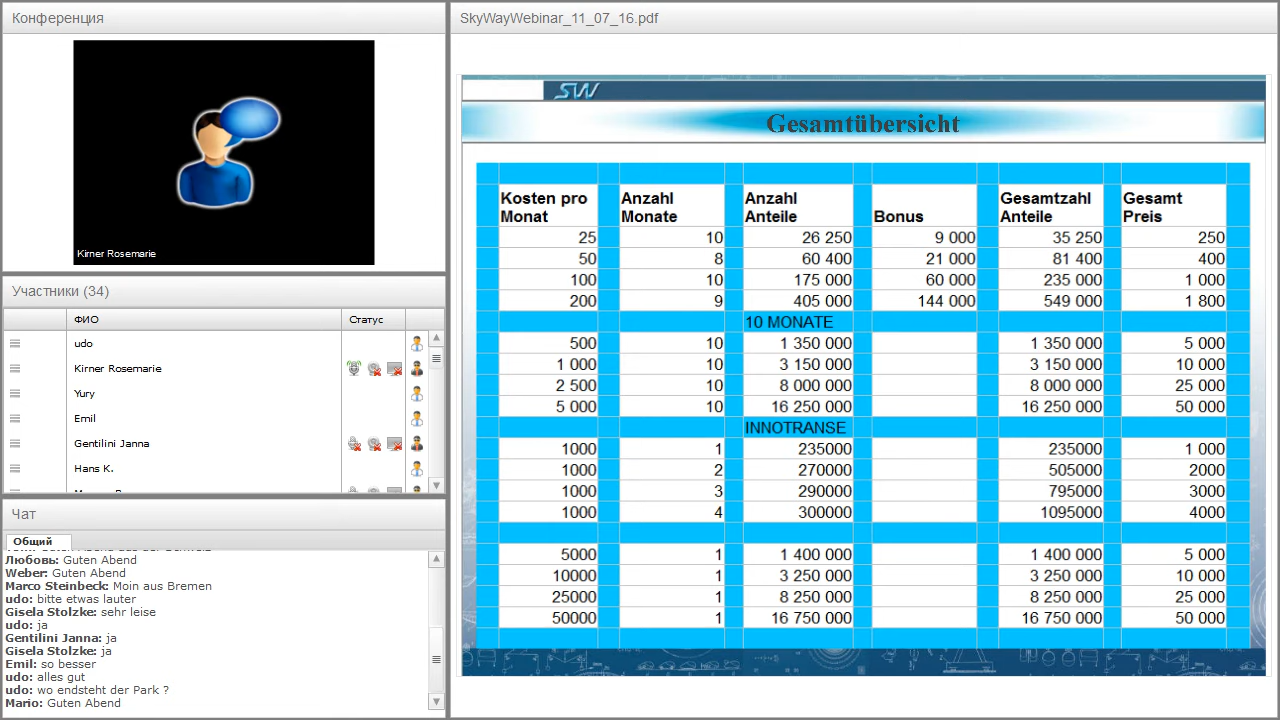 Конференция
Kirner Rosemarie
Участники (34)
ФИО Статус
udo
Kirner Rosemarie
Yury
Emil
Gentilini Janna
Hans K.
Чат
Общий
Любовь: Guten Abend
Weber: Guten Abend
Marco Steinbeck: Moin aus Bremen
udo: bitte etwas lauter
Gisela Stolzke: sehr leise
udo: ja
Gentilini Janna: ja
Gisela Stolzke: ja
Emil: so besser
udo: alles gut
udo: wo endsteht der Park ?
Mario: Guten Abend
SkyWayWebinar_11_07_16.pdf
SW
Gesamtübersicht
Kosten pro Monat Anzahl Monate Anzahl Anteile Bonus Gesamtzahl Anteile Gesamt Preis
25 10 26 250 9 000 35 250 250
50 8 60 400 21 000 81 400 400
100 10 175 000 60 000 235 000 1 000
200 9 405 000 144 000 549 000 1 800
10 MONATE
500 10 1 350 000 1 350 000 5 000
1 000 10 3 150 000 3 150 000 10 000
2 500 10 8 000 000 8 000 000 25 000
5 000 10 16 250 000 16 250 000 50 000
INNOTRANSE
1000 1 235000 235000 1 000
1000 2 270000 505000 2000
1000 3 290000 795000 3000
1000 4 300000 1095000 4000
5000 1 1 400 000 1 400 000 5 000
10000 1 3 250 000 3 250 000 10 000
25000 1 8 250 000 8 250 000 25 000
50000 1 16 750 000 16 750 000 50 000